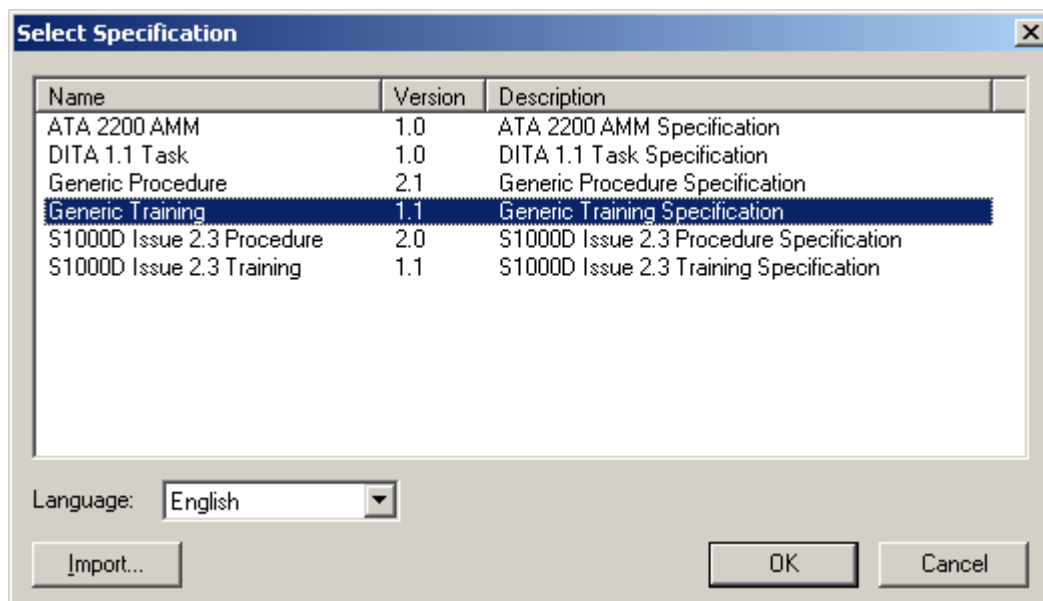 Select Specification
Name Version Description
ATA 2200 AMM 1.0 ATA 2200 AMM Specification
DITA 1.1 Task 1.0 DITA 1.1 Task Specification
Generic Procedure 2.1 Generic Procedure Specification
Generic Training 1.1 Generic Training Specification
S1000D Issue 2.3 Procedure 2.0 S1000D Issue 2.3 Procedure Specification
S1000D Issue 2.3 Training 1.1 S1000D Issue 2.3 Training Specification
Language: English
Import... OK Cancel